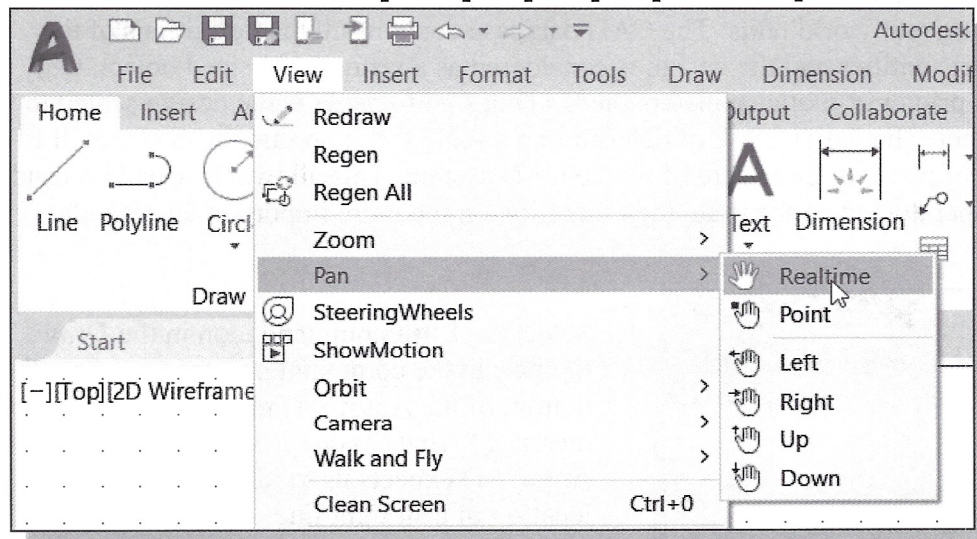 Autodesk
File Edit View Insert Format Tools Draw Dimension Modif
Home Insert A Output Collaborate
Redraw
Regen
Regen All
Zoom >
Pan >
SteeringWheels
ShowMotion
Orbit >
Camera >
Walk and Fly >
Clean Screen Ctrl+0
Line Polyline Circl
Draw
A
Text Dimension
Realtime
Point
Left
Right
Up
Down
Start
[−][Top][2D Wireframe